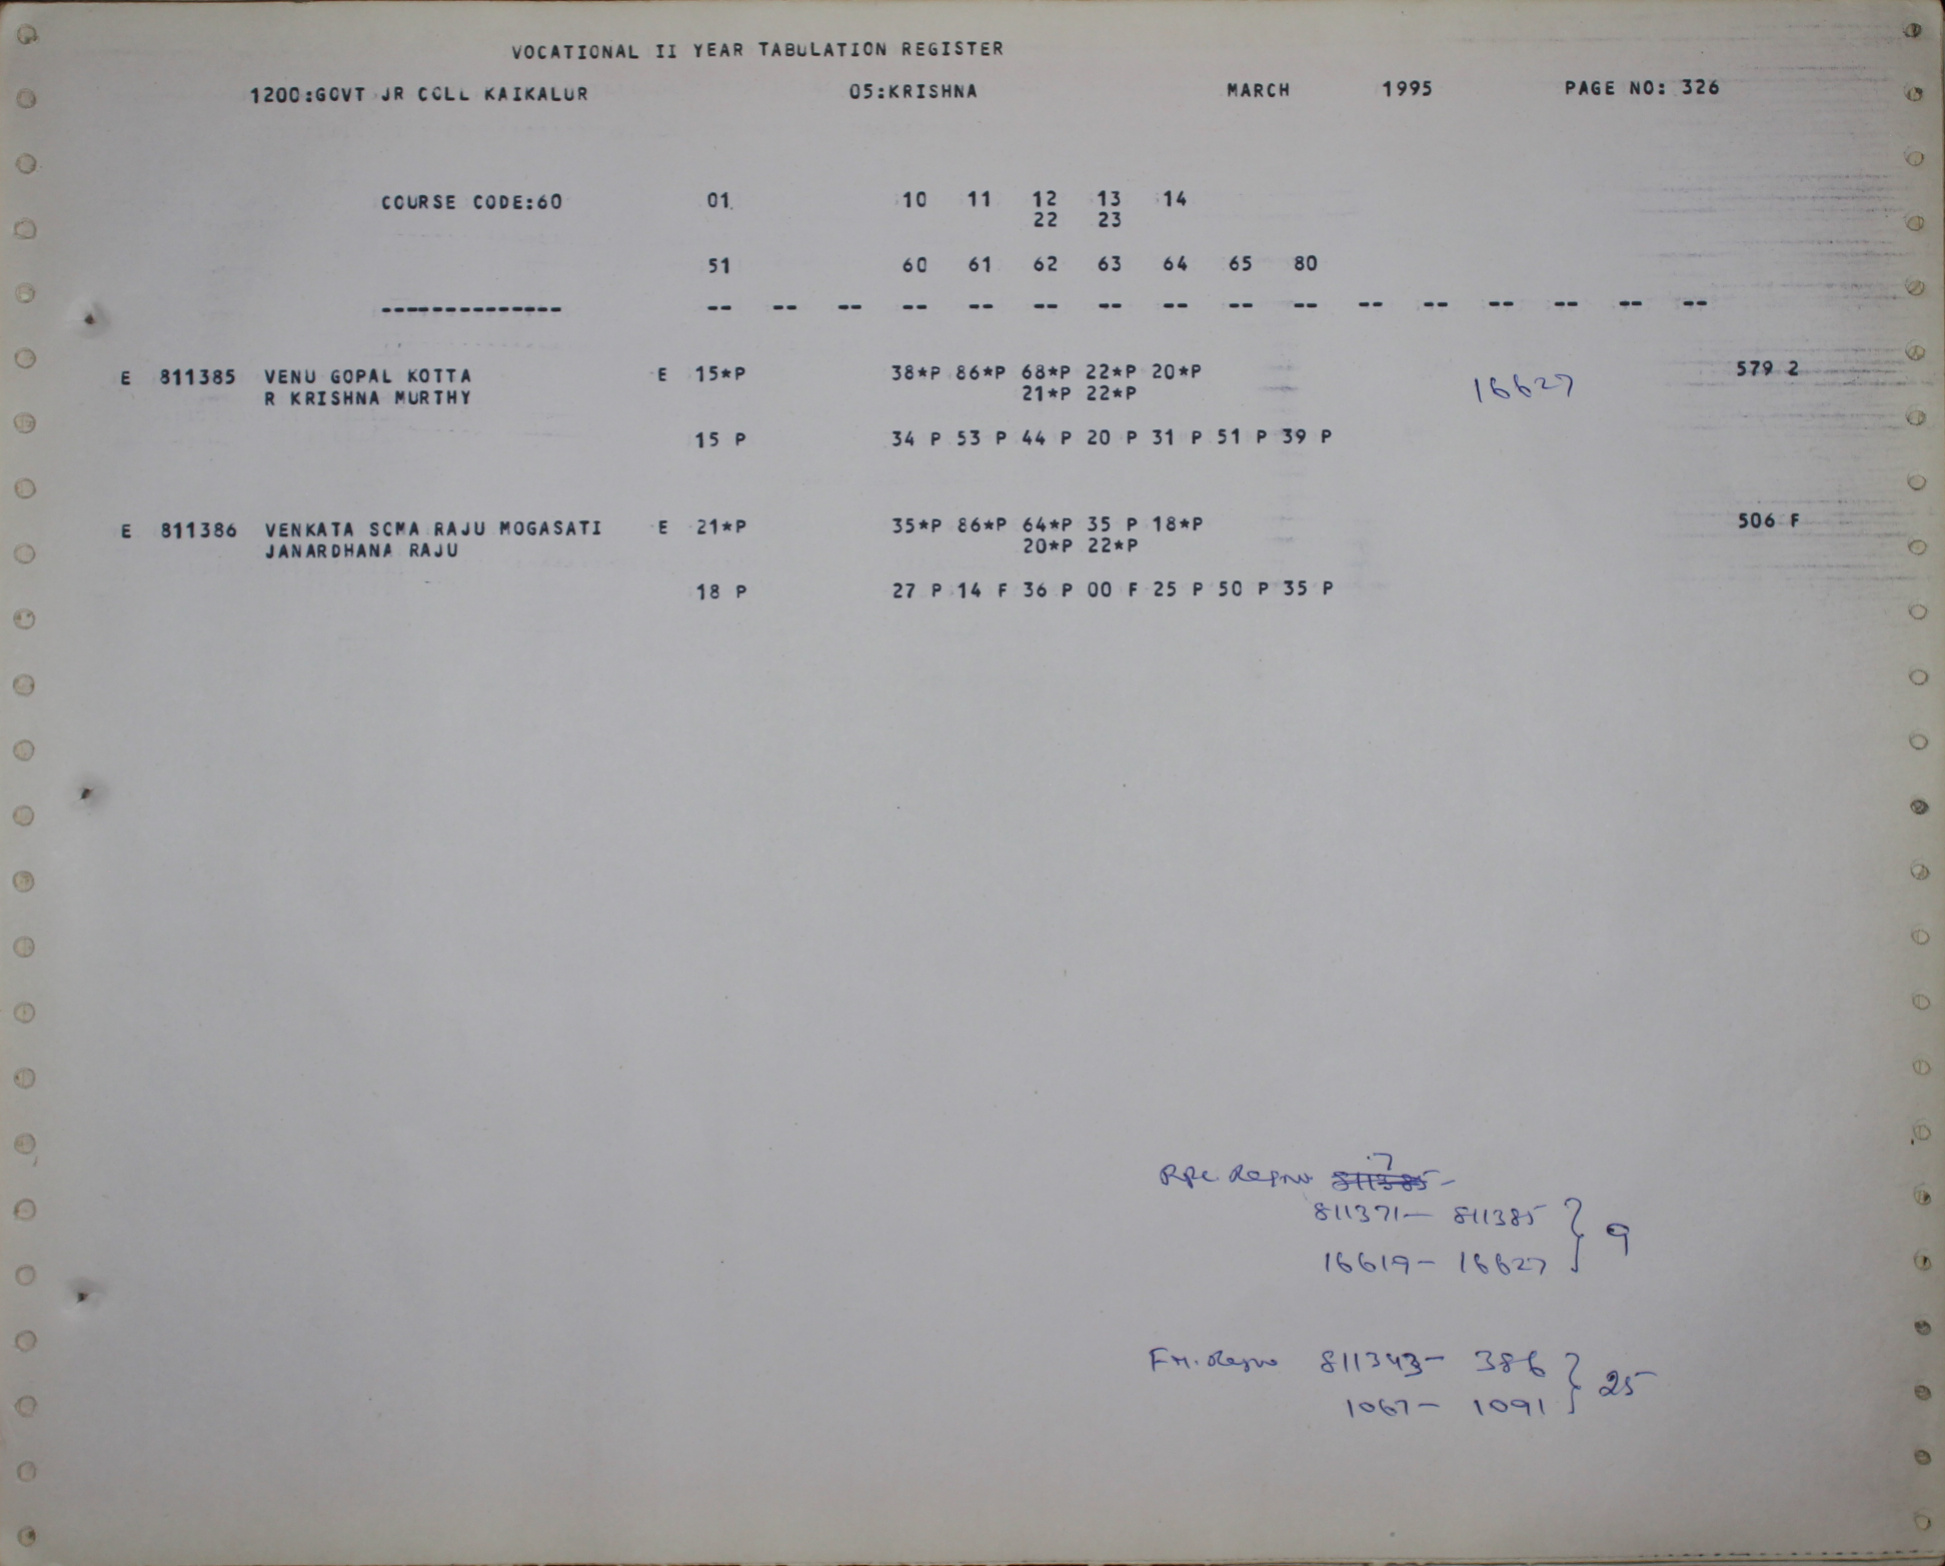 VOCATIONAL II YEAR TABULATION REGISTER
1200:GOVT JR COLL KAIKALUR 05:KRISHNA MARCH 1995 PAGE NO: 326
COURSE CODE:60 01 10 11 12 13 14
22 23
51 60 61 62 63 64 65 80
-------------- -- -- -- -- -- -- -- -- -- -- -- -- -- -- -- --
E 811385 VENU GOPAL KOTTA E 15*P 38*P 86*P 68*P 22*P 20*P 16627 579 2
R KRISHNA MURTHY 21*P 22*P
15 P 34 P 53 P 44 P 20 P 31 P 51 P 39 P
E 811386 VENKATA SOMA RAJU MOGASATI E 21*P 35*P 86*P 64*P 35 P 18*P 506 F
JANARDHANA RAJU 20*P 22*P
18 P 27 P 14 F 36 P 00 F 25 P 50 P 35 P
811385 -
811371 - 811385 } 9
16619 - 16627
811343 - 386 } 25
1067 - 1091